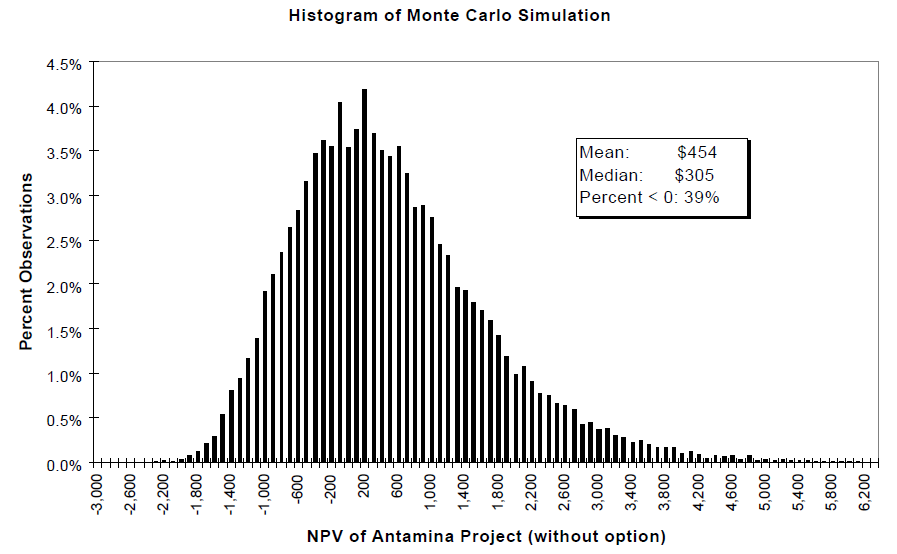 Histogram of Monte Carlo Simulation
4.5%
4.0%
3.5%
3.0%
2.5%
2.0%
1.5%
1.0%
0.5%
0.0%
Percent Observations
Mean: $454
Median: $305
Percent < 0: 39%
-3,000 -2,600 -2,200 -1,800 -1,400 -1,000 -600 -200 200 600 1,000 1,400 1,800 2,200 2,600 3,000 3,400 3,800 4,200 4,600 5,000 5,400 5,800 6,200
NPV of Antamina Project (without option)